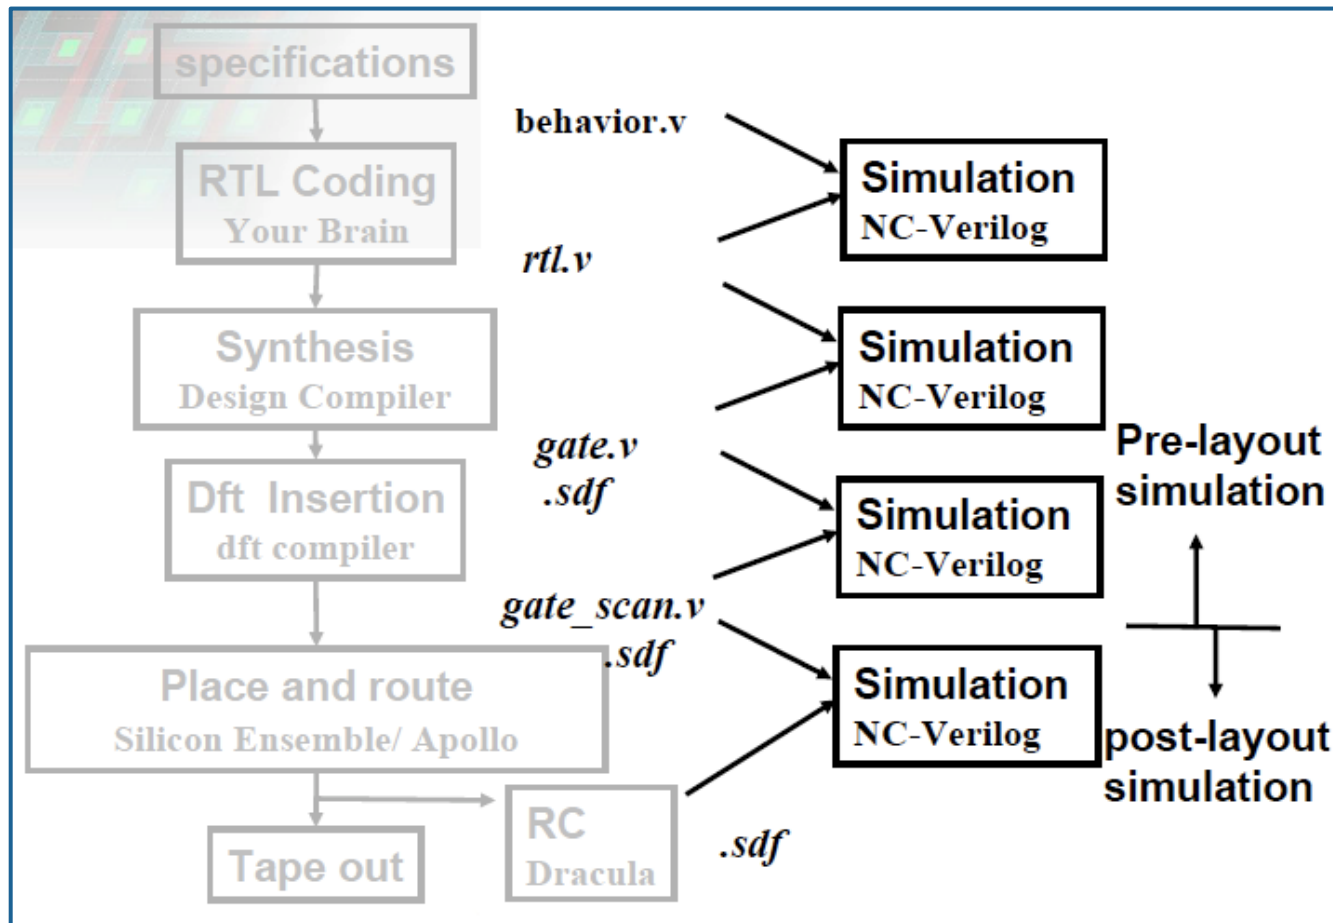 specifications
RTL Coding
Your Brain
Synthesis
Design Compiler
Dft Insertion
dft compiler
Place and route
Silicon Ensemble/ Apollo
Tape out
RC
Dracula
behavior.v
rtl.v
gate.v
.sdf
gate_scan.v
.sdf
.sdf
Simulation
NC-Verilog
Simulation
NC-Verilog
Simulation
NC-Verilog
Simulation
NC-Verilog
Pre-layout
simulation
post-layout
simulation